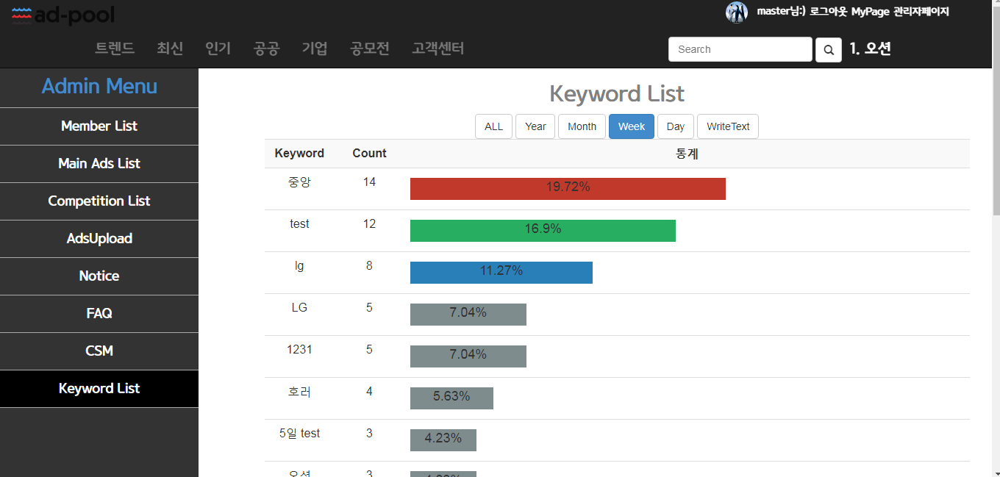 ad-pool
master님:) 로그아웃 MyPage 관리자페이지
트렌드 최신 인기 공공 기업 공모전 고객센터 Search 1. 오션
Admin Menu
Member List
Main Ads List
Competition List
AdsUpload
Notice
FAQ
CSM
Keyword List
Keyword List
ALL Year Month Week Day WriteText
Keyword Count 통계
중앙 14 19.72%
test 12 16.9%
lg 8 11.27%
LG 5 7.04%
1231 5 7.04%
호러 4 5.63%
5일 test 3 4.23%
오션 3